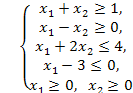 x₁ + x₂ ≥ 1,
x₁ − x₂ ≥ 0,
x₁ + 2x₂ ≤ 4,
x₁ − 3 ≤ 0,
x₁ ≥ 0, x₂ ≥ 0